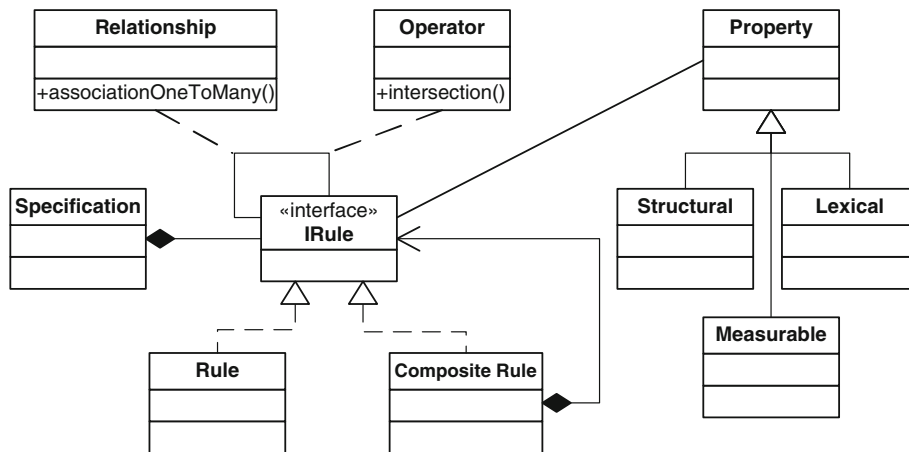 Relationship
+associationOneToMany()
Operator
+intersection()
Property
Specification
«interface»
IRule
Structural
Lexical
Measurable
Rule
Composite Rule